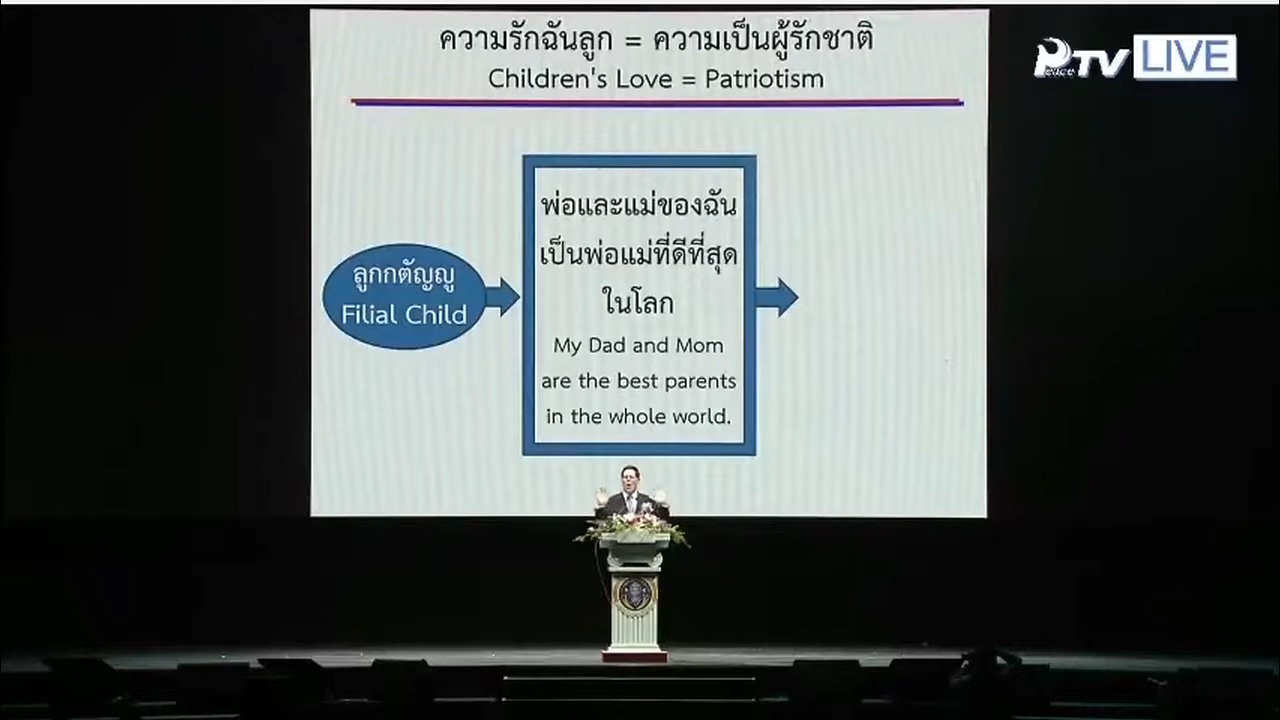 ความรักฉันลูก = ความเป็นผู้รักชาติ
Children's Love = Patriotism
Peace TV LIVE
ลูกกตัญญู
Filial Child
พ่อและแม่ของฉัน
เป็นพ่อแม่ที่ดีที่สุด
ในโลก
My Dad and Mom
are the best parents
in the whole world.